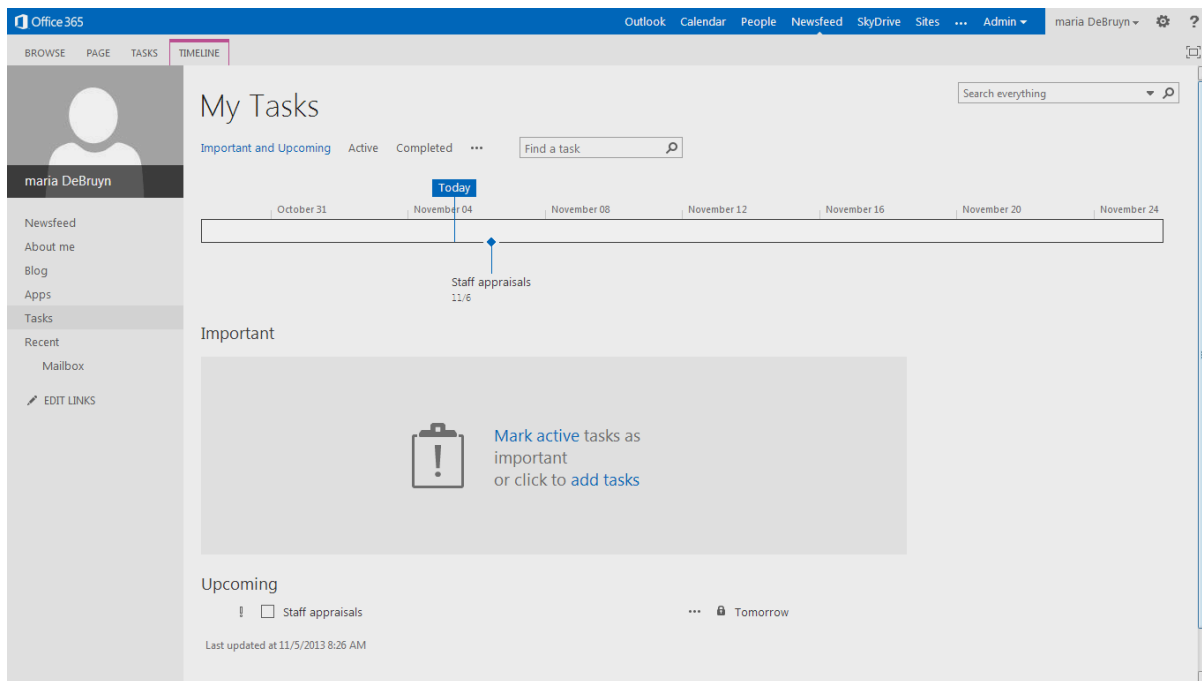 Office 365
Outlook Calendar People Newsfeed SkyDrive Sites ... Admin maria DeBruyn ?
BROWSE PAGE TASKS TIMELINE
maria DeBruyn
Newsfeed
About me
Blog
Apps
Tasks
Recent
Mailbox
EDIT LINKS
My Tasks
Search everything
Important and Upcoming Active Completed ... Find a task
Today
October 31 November 04 November 08 November 12 November 16 November 20 November 24
Staff appraisals
11/6
Important
Mark active tasks as
important
or click to add tasks
Upcoming
! Staff appraisals ... Tomorrow
Last updated at 11/5/2013 8:26 AM